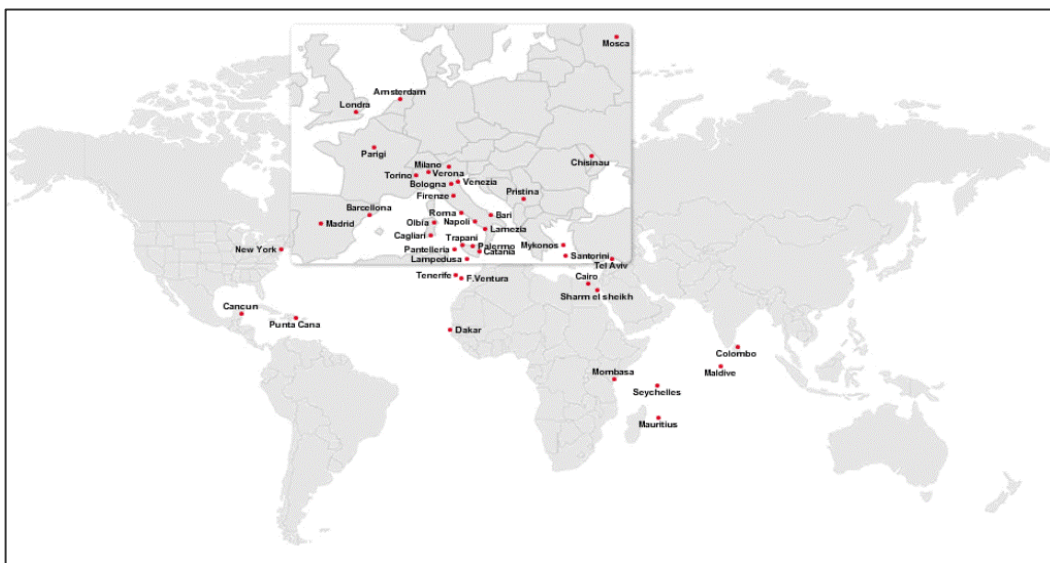 Mosca
Amsterdam
Londra
Parigi
Chisinau
Milano
Verona
Torino
Venezia
Bologna
Pristina
Firenze
Barcellona
Roma
Bari
Madrid
Olbia
Napoli
Lamezia
Cagliari
Trapani
Palermo
Mykonos
New York
Pantelleria
Catania
Santorini
Lampedusa
Tel Aviv
Tenerife
F.Ventura
Cairo
Sharm el sheikh
Cancun
Punta Cana
Dakar
Colombo
Maldive
Mombasa
Seychelles
Mauritius